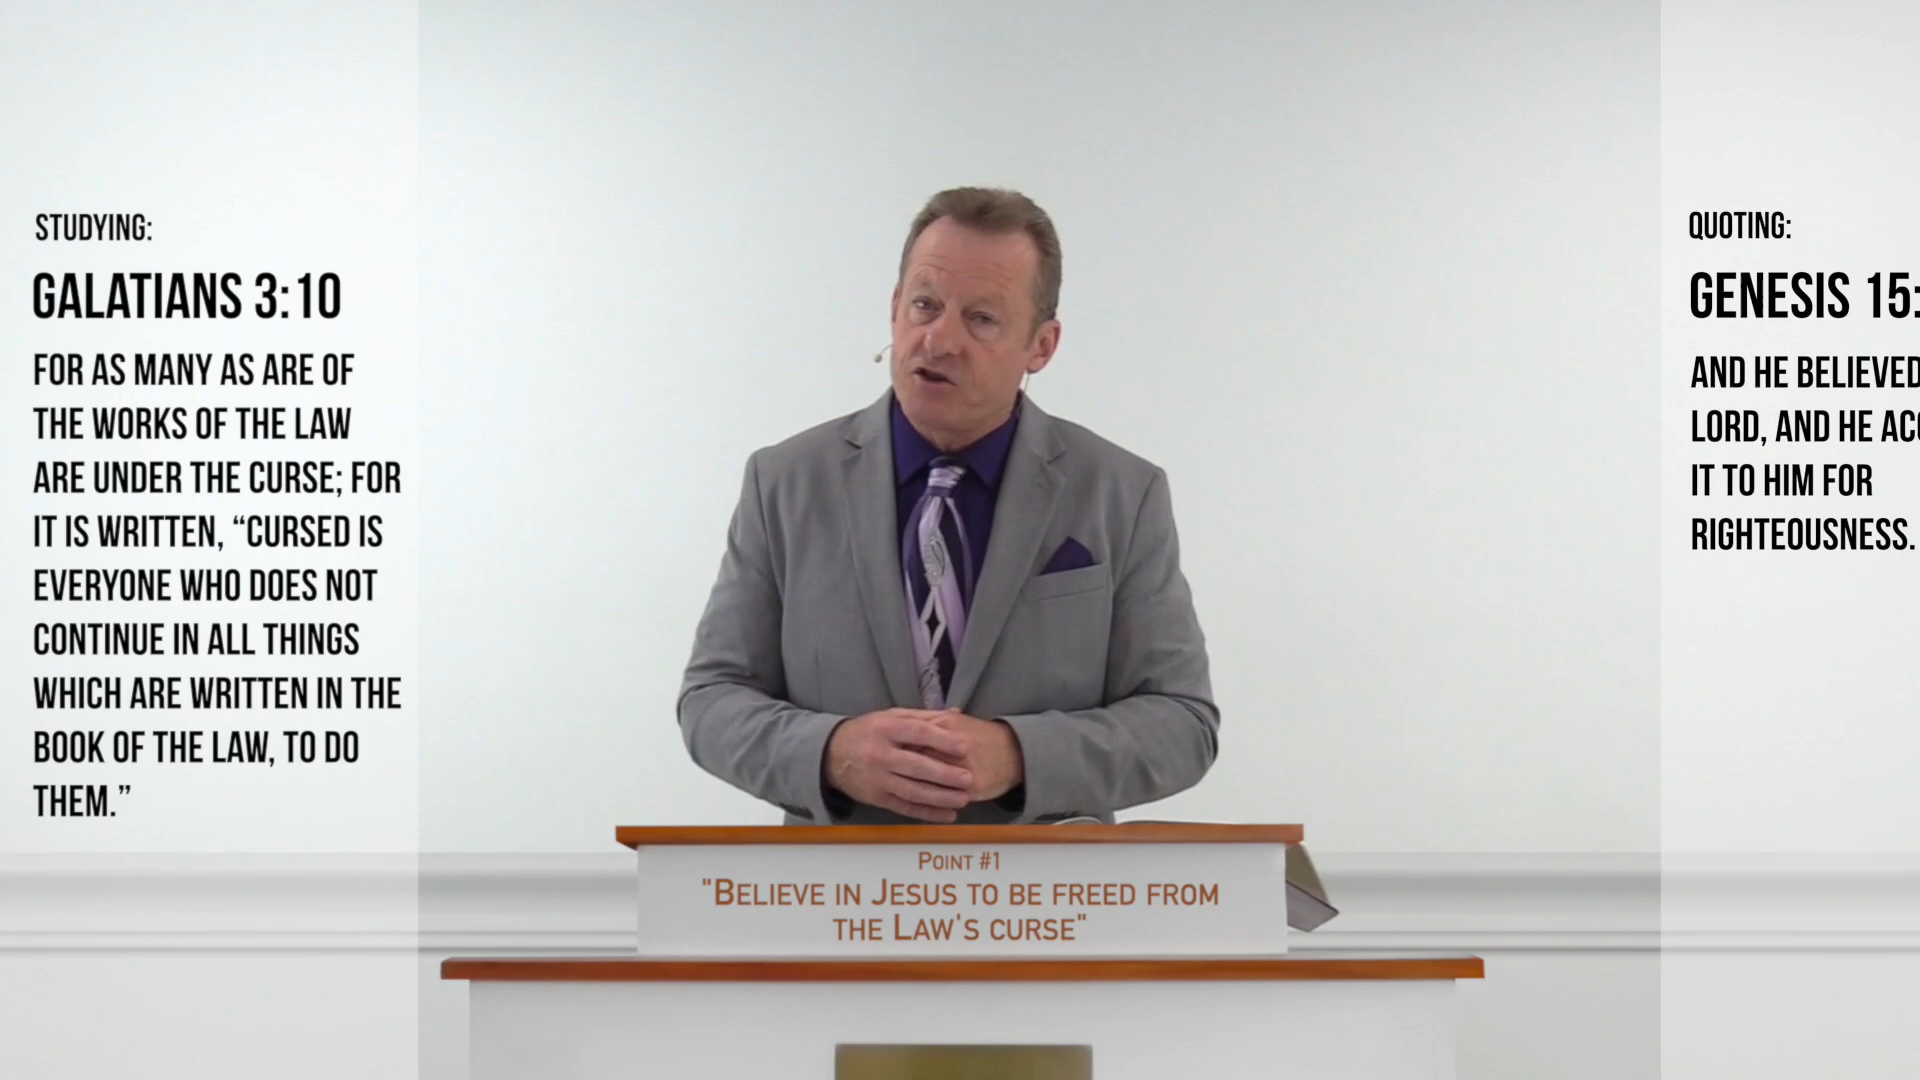 STUDYING:
GALATIANS 3:10
FOR AS MANY AS ARE OF
THE WORKS OF THE LAW
ARE UNDER THE CURSE; FOR
IT IS WRITTEN, “CURSED IS
EVERYONE WHO DOES NOT
CONTINUE IN ALL THINGS
WHICH ARE WRITTEN IN THE
BOOK OF THE LAW, TO DO
THEM.”
QUOTING:
GENESIS 15:
AND HE BELIEVED
LORD, AND HE
IT TO HIM FOR
RIGHTEOUSNESS.
POINT #1
"BELIEVE IN JESUS TO BE FREED FROM
THE LAW'S CURSE"